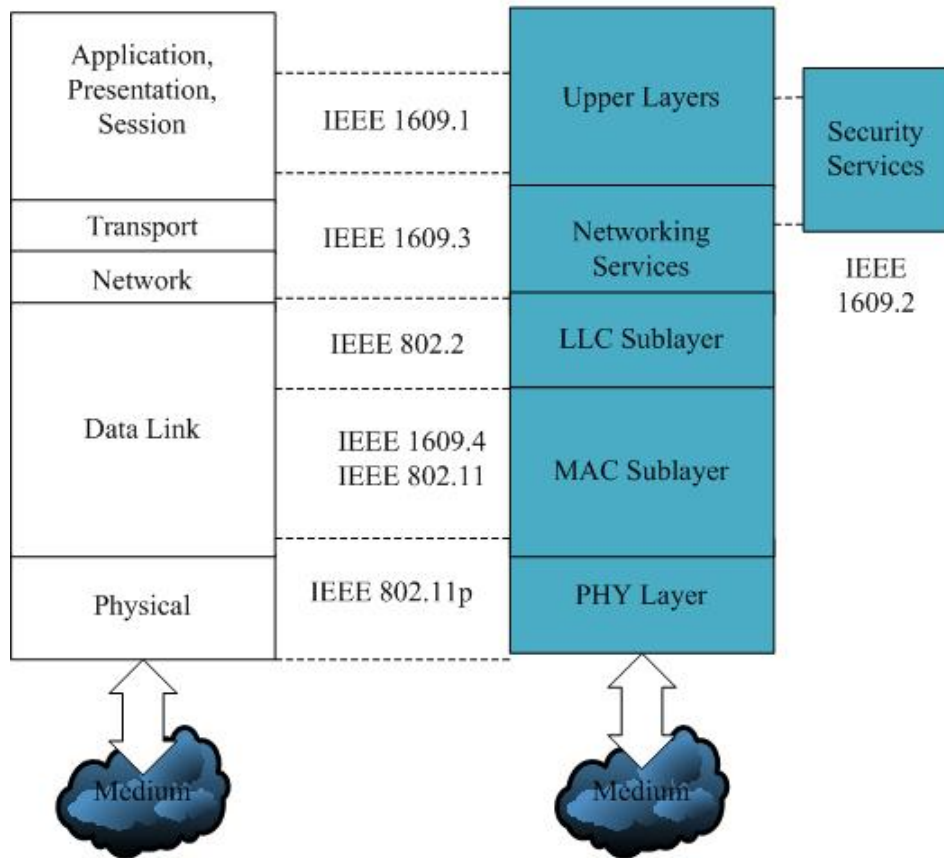 Application,
Presentation,
Session
Transport
Network
Data Link
Physical
Medium
IEEE 1609.1
IEEE 1609.3
IEEE 802.2
IEEE 1609.4
IEEE 802.11
IEEE 802.11p
Upper Layers
Networking
Services
LLC Sublayer
MAC Sublayer
PHY Layer
Medium
Security
Services
IEEE
1609.2